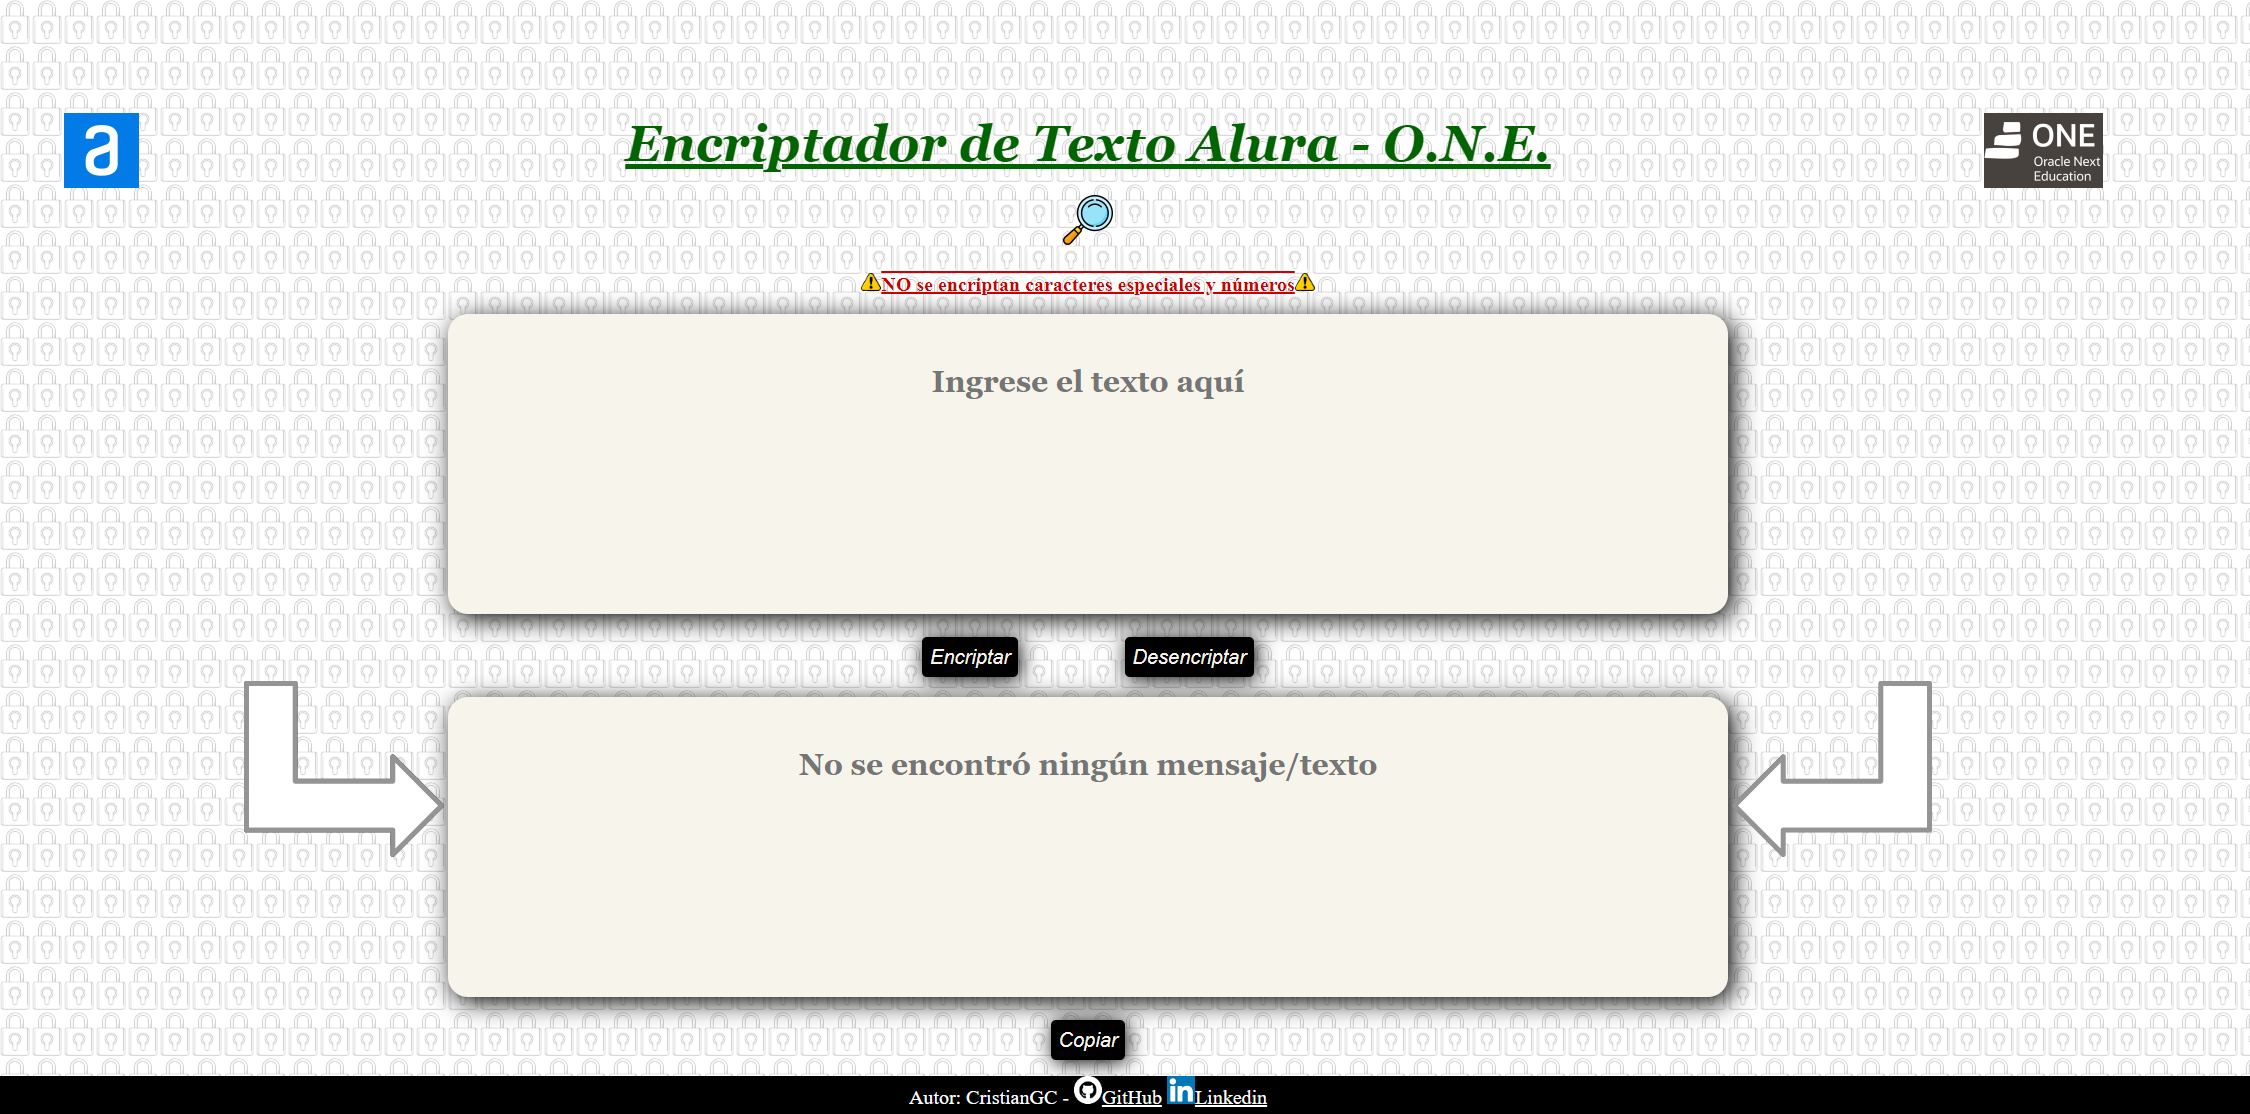 a
Encriptador de Texto Alura - O.N.E.
ONE
Oracle Next
Education
NO se encriptan caracteres especiales y números
Ingrese el texto aquí
Encriptar
Desencriptar
No se encontró ningún mensaje/texto
Copiar
Autor: CristianGC - GitHub in Linkedin